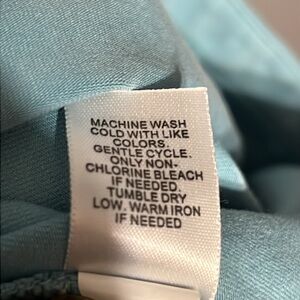 MACHINE WASH
COLD WITH LIKE
COLORS.
GENTLE CYCLE.
ONLY NON-
CHLORINE BLEACH
IF NEEDED.
TUMBLE DRY
LOW. WARM IRON
IF NEEDED